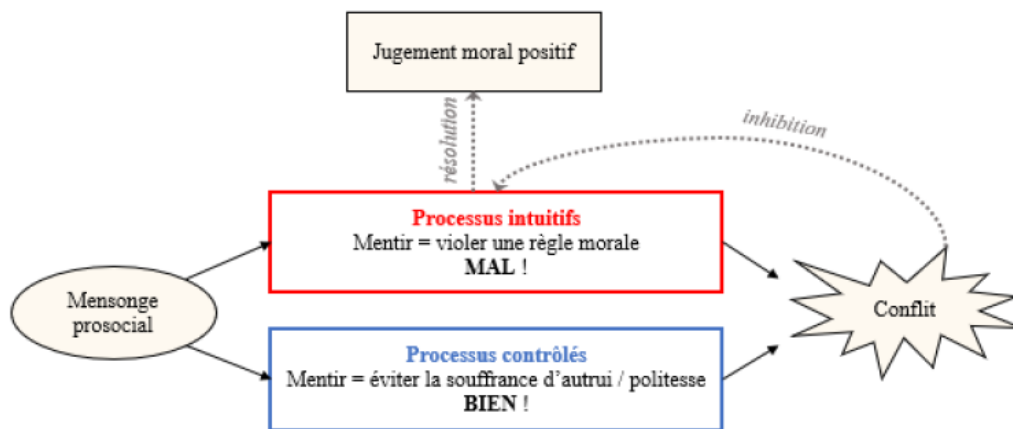 Jugement moral positif
résolution
inhibition
Processus intuitifs
Mentir = violer une règle morale
MAL !
Mensonge
prosocial
Conflit
Processus contrôlés
Mentir = éviter la souffrance d’autrui / politesse
BIEN !